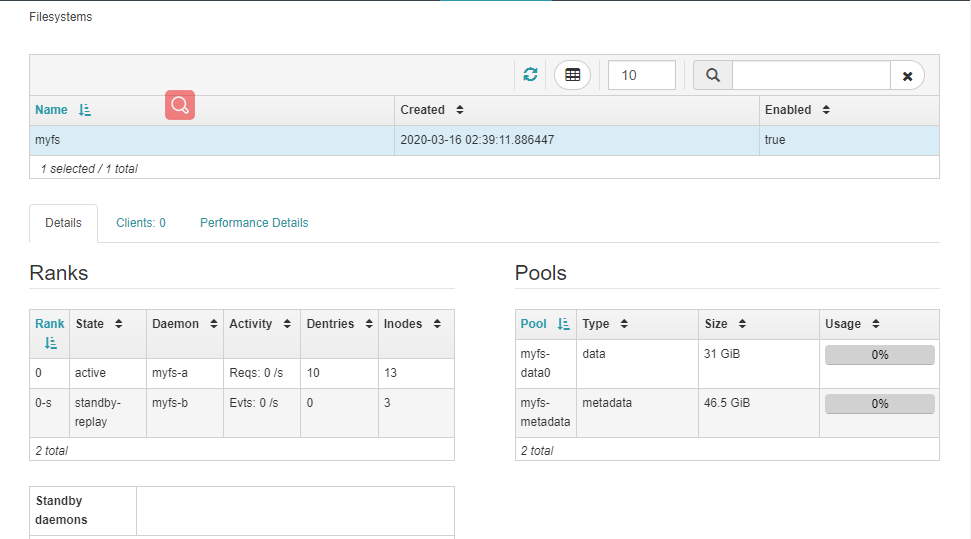 Filesystems
10
Name Created Enabled
myfs 2020-03-16 02:39:11.886447 true
1 selected / 1 total
Details Clients: 0 Performance Details
Ranks
Rank State Daemon Activity Dentries Inodes
0 active myfs-a Reqs: 0 /s 10 13
0-s standby- myfs-b Evts: 0 /s 0 3
replay
2 total
Standby
daemons
Pools
Pool Type Size Usage
myfs- data 31 GiB 0%
data0
myfs- metadata 46.5 GiB 0%
metadata
2 total